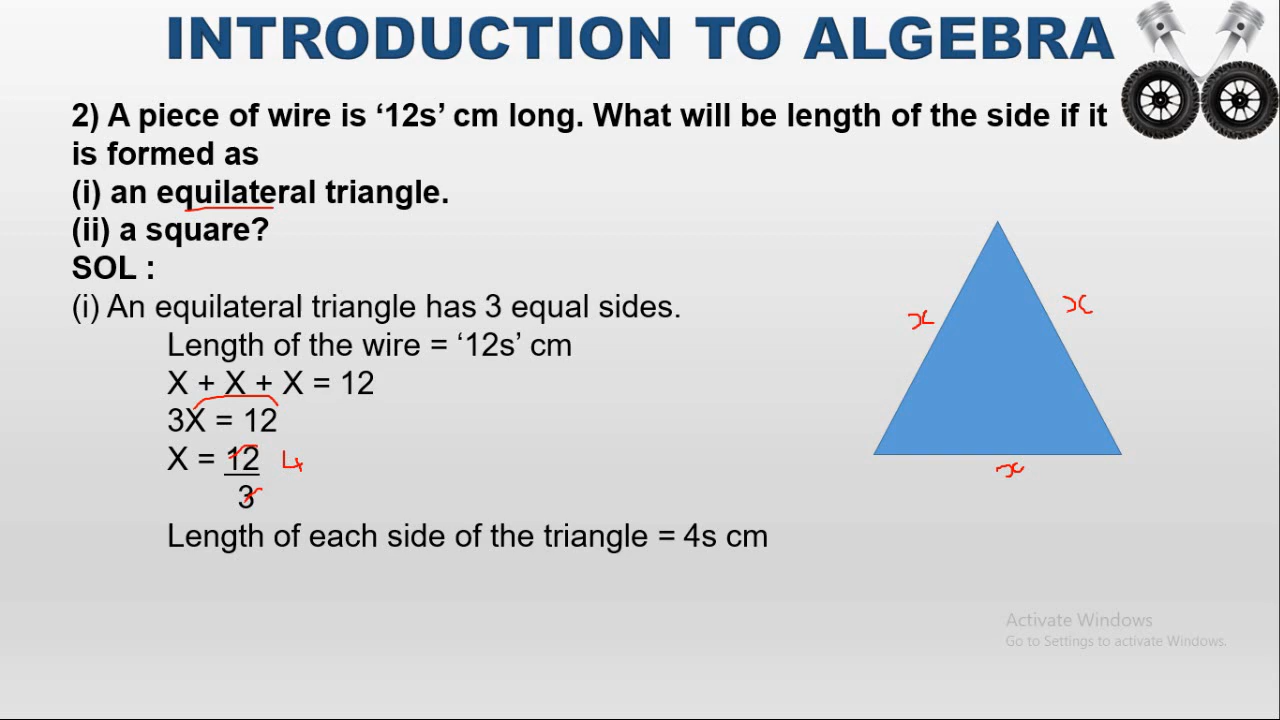 INTRODUCTION TO ALGEBRA
2) A piece of wire is ‘12s’ cm long. What will be length of the side if it
is formed as
(i) an equilateral triangle.
(ii) a square?
SOL :
(i) An equilateral triangle has 3 equal sides.
Length of the wire = ‘12s’ cm
X + X + X = 12
3X = 12
X = 12 4
3
Length of each side of the triangle = 4s cm
x
x
x
Activate Windows
Go to Settings to activate Windows.